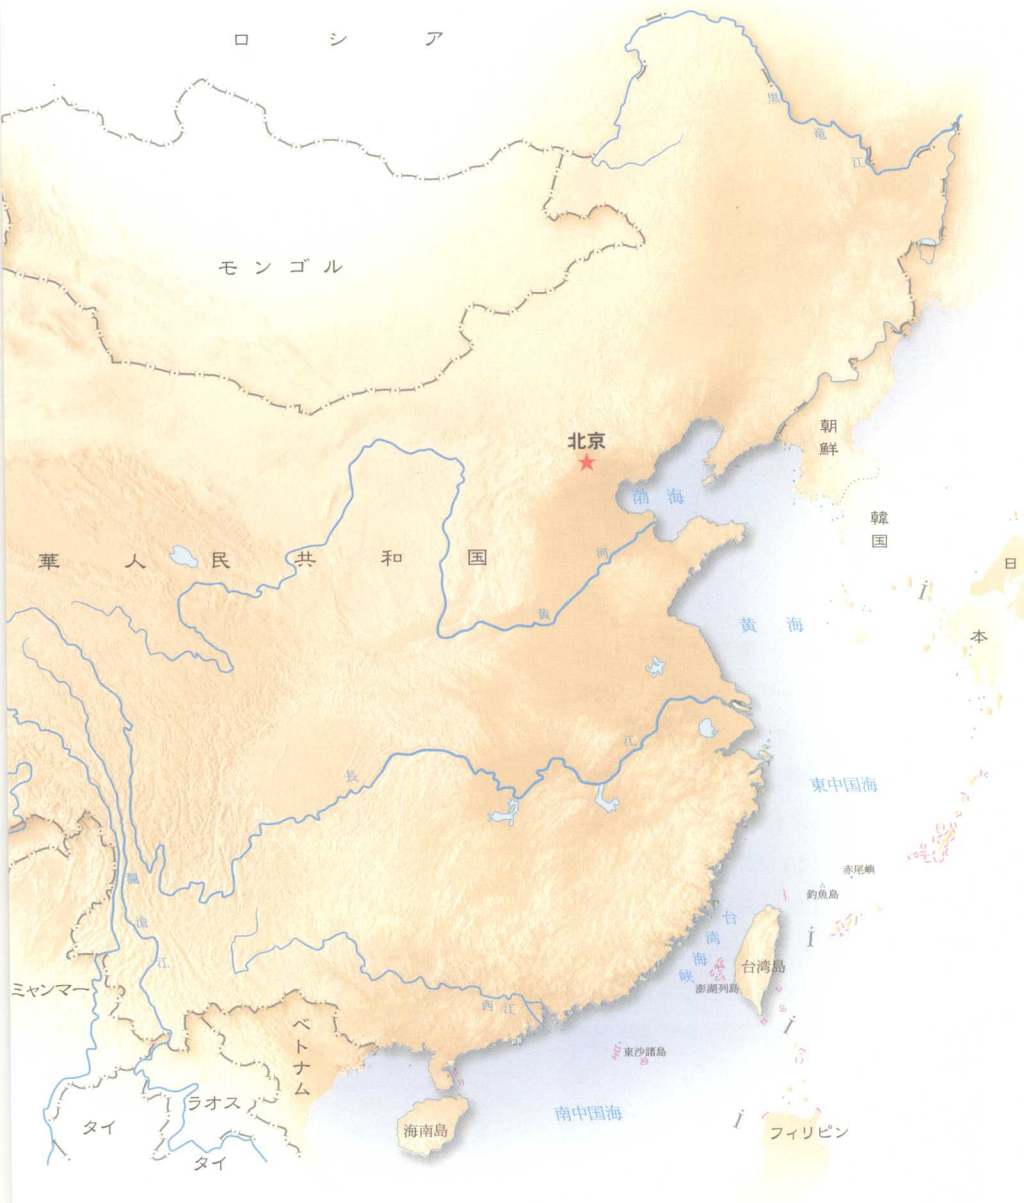 ロシア
黒竜江
モンゴル
北京
朝鮮
渤海
韓国
華人民共和国
河
日本
黄
黄海
江
長
東中国海
赤尾嶼
釣魚島
瀾滄江
台湾海峡
台湾島
澎湖列島
ミャンマー
西江
ベトナム
東沙諸島
ラオス
南中国海
タイ
海南島
フィリピン
タイ